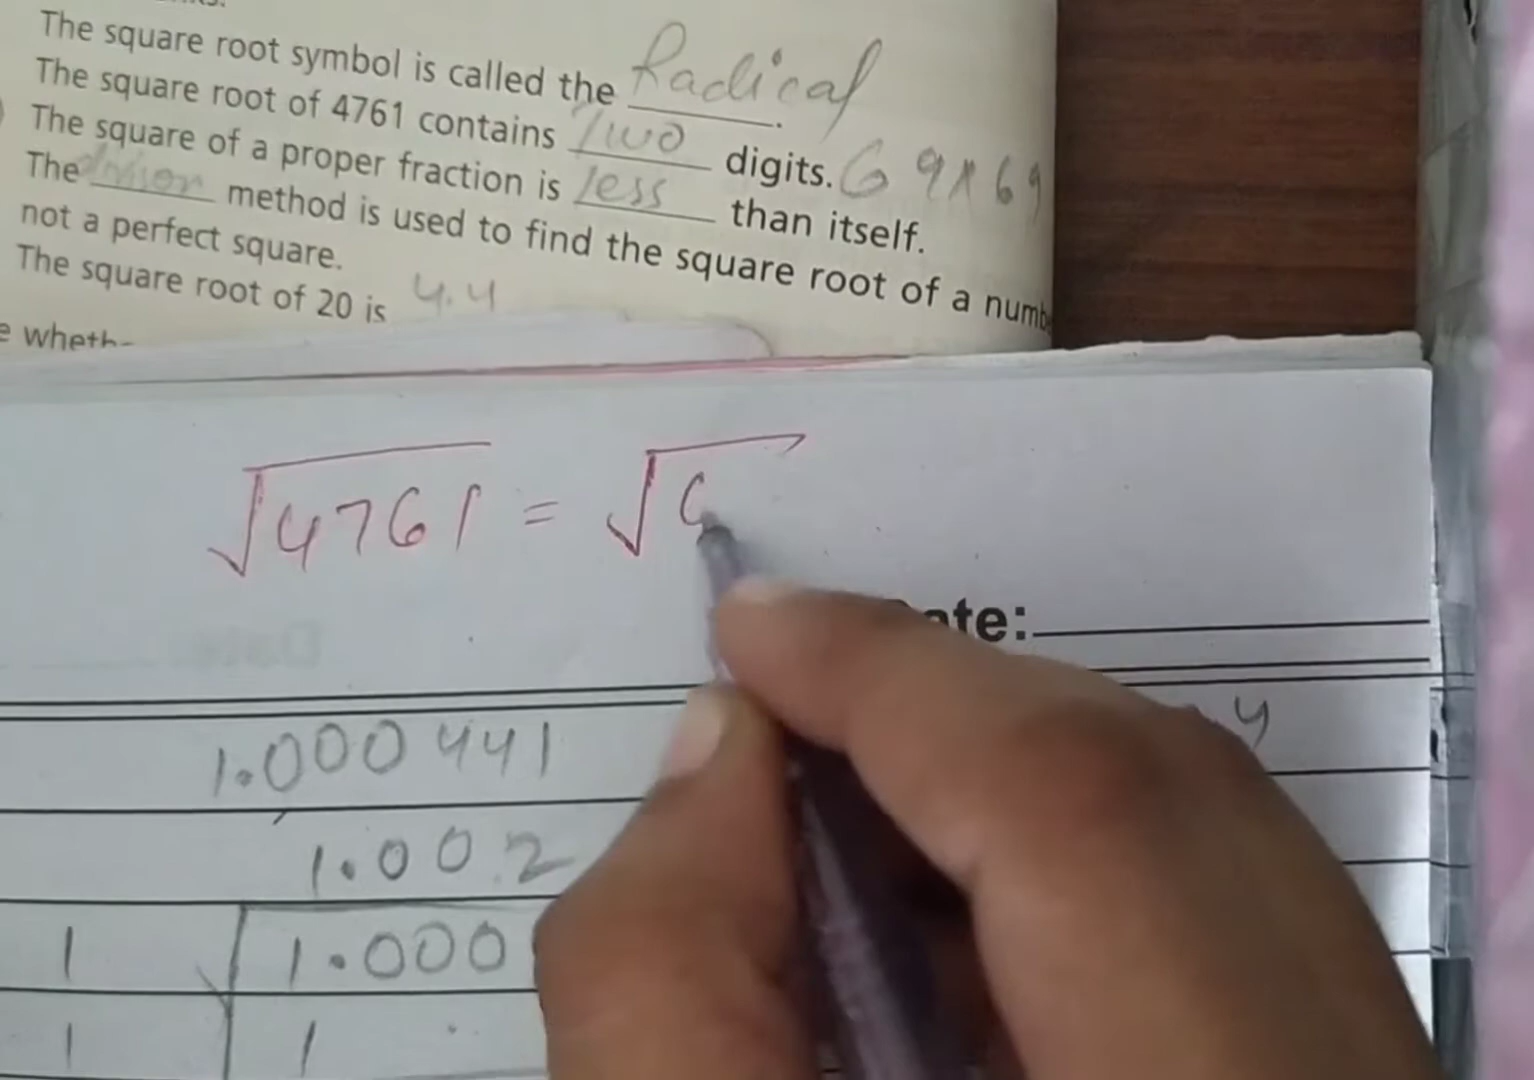 The square root symbol is called the Radical.
The square root of 4761 contains Two digits. 69 x 69
The square of a proper fraction is less than itself.
The division method is used to find the square root of a numb
not a perfect square.
The square root of 20 is 4.4
e wheth
√4761 = √
ate:
4
1.000441
1.002
1 1.000
1 1